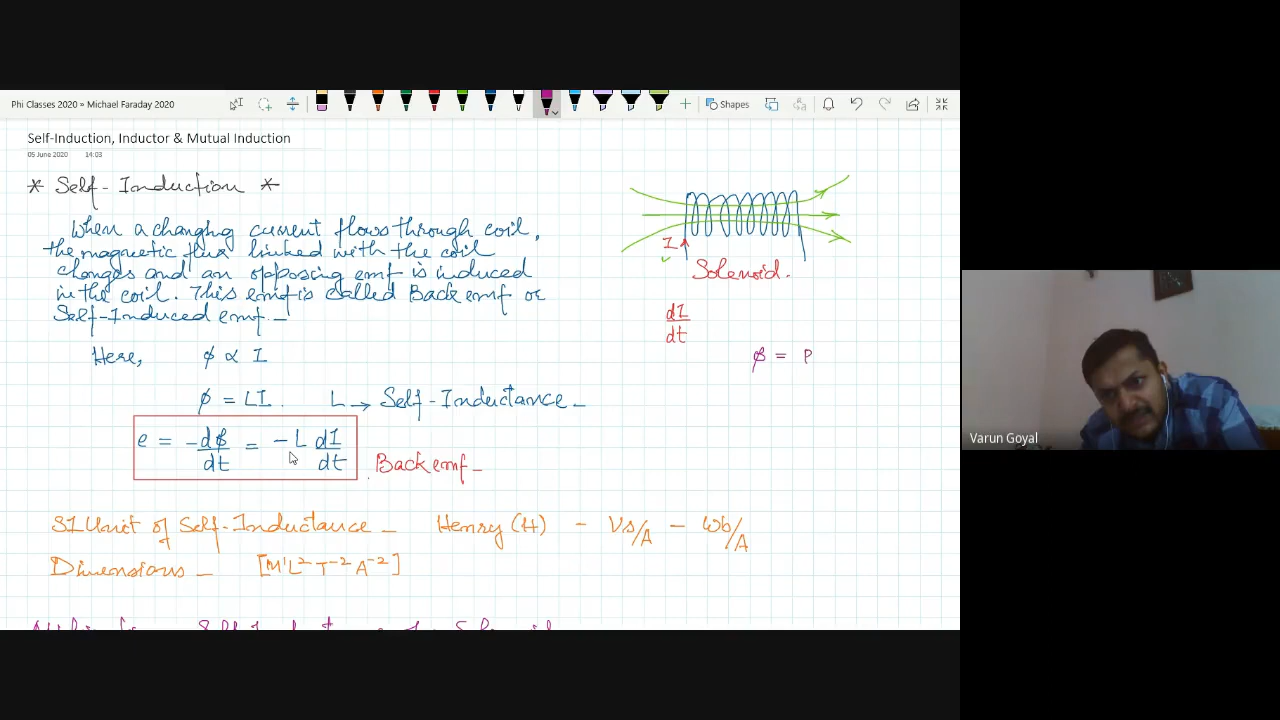 Phi Classes 2020 » Michael Faraday 2020
Shapes
Self-Induction, Inductor & Mutual Induction
05 June 2020 14:03
* Self-Induction *
When a changing current flows through coil,
the magnetic flux linked with the coil
changes and an opposing emf is induced
in the coil. This emf is called Back emf or
Self-Induced emf.
Here, ϕ ∝ I
ϕ = LI. L → Self-Inductance
e = -dϕ/dt = -L dI/dt Back emf
SI Unit of Self-Inductance - Henry (H) - Vs/A - Wb/A
Dimensions - [M¹L² T⁻² A⁻²]
I
Solenoid.
dI/dt
ϕ = P
Varun Goyal